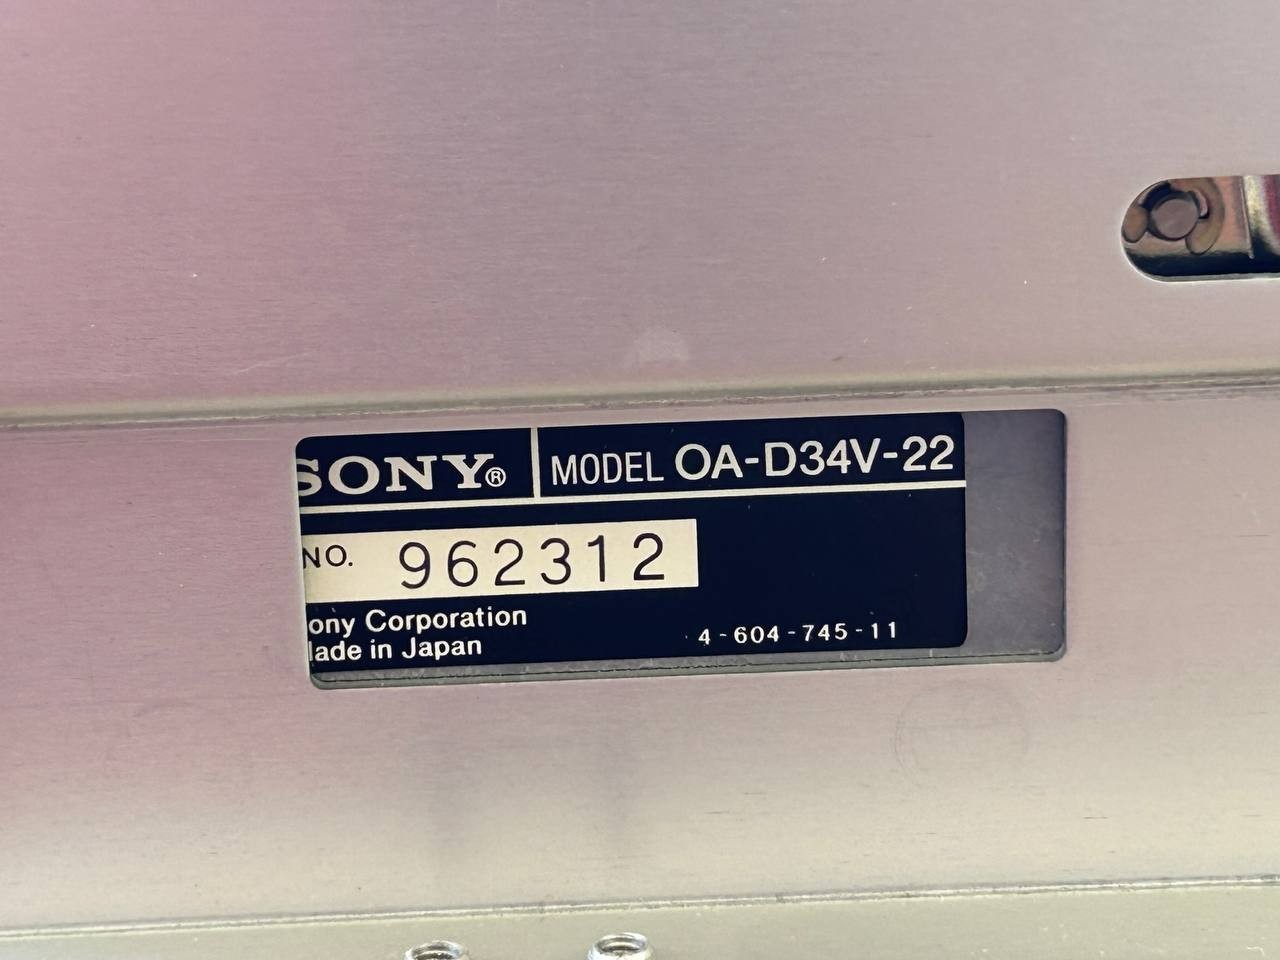 SONY® MODEL OA-D34V-22
NO. 962312
ony Corporation
ade in Japan 4-604-745-11